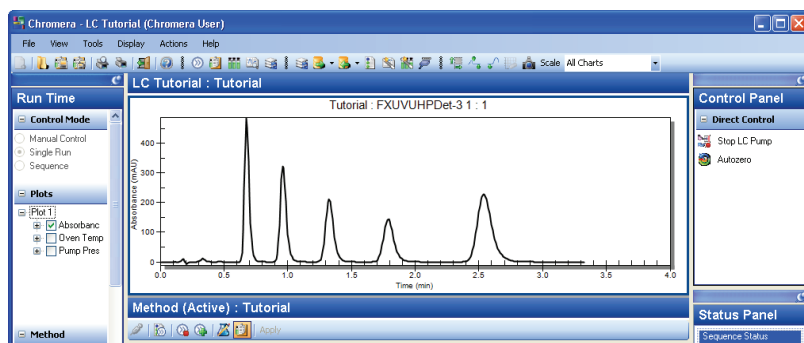 Chromera - LC Tutorial (Chromera User)
File View Tools Display Actions Help
Scale All Charts
Run Time
Control Mode
Manual Control
Single Run
Sequence
Plots
Plot 1
Absorbanc
Oven Temp
Pump Pres
Method
LC Tutorial : Tutorial
Tutorial : FXUVUHPDet-3 1 : 1
Absorbance (mAU)
400
300
200
100
0
0.0 0.5 1.0 1.5 2.0 2.5 3.0 3.5 4.0
Time (min)
Method (Active) : Tutorial
Apply
Control Panel
Direct Control
Stop LC Pump
Autozero
Status Panel
Sequence Status